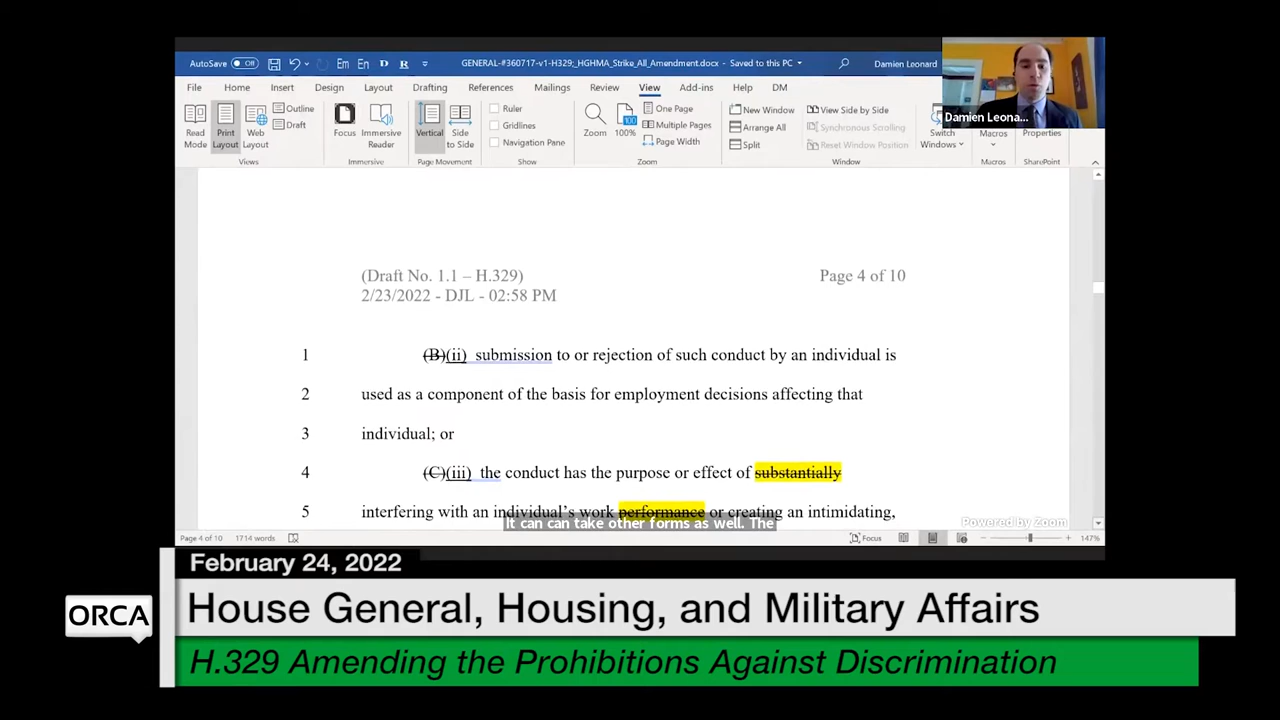 AutoSave Off
Em En D R
GENERAL-#360717-v1-H329;_HGHMA_Strike_All_Amendment.docx - Saved to this PC
Damien Leonard
File Home Insert Design Layout Drafting References Mailings Review View Add-ins DM
Damien Leona...
Read Mode
Print Layout
Web Layout
Outline
Draft
Views
Focus
Immersive Reader
Immersive
Vertical
Side to Side
Page Movement
Ruler
Gridlines
Navigation Pane
Show
Zoom
100
100%
One Page
Multiple Pages
Page Width
Zoom
New Window
Arrange All
Split
View Side by Side
Synchronous Scrolling
Reset Window Position
Switch Windows
Window
Macros
Macros
Properties
SharePoint
(Draft No. 1.1 – H.329) Page 4 of 10
2/23/2022 - DJL - 02:58 PM
1 (B)(ii) submission to or rejection of such conduct by an individual is
2 used as a component of the basis for employment decisions affecting that
3 individual; or
4 (C)(iii) the conduct has the purpose or effect of substantially
5 interfering with an individual's work performance or creating an intimidating,
It can can take other forms as well. The
Powered by Zoom
Page 4 of 10 1714 words
Focus
147%
February 24, 2022
ORCA
House General, Housing, and Military Affairs
H.329 Amending the Prohibitions Against Discrimination